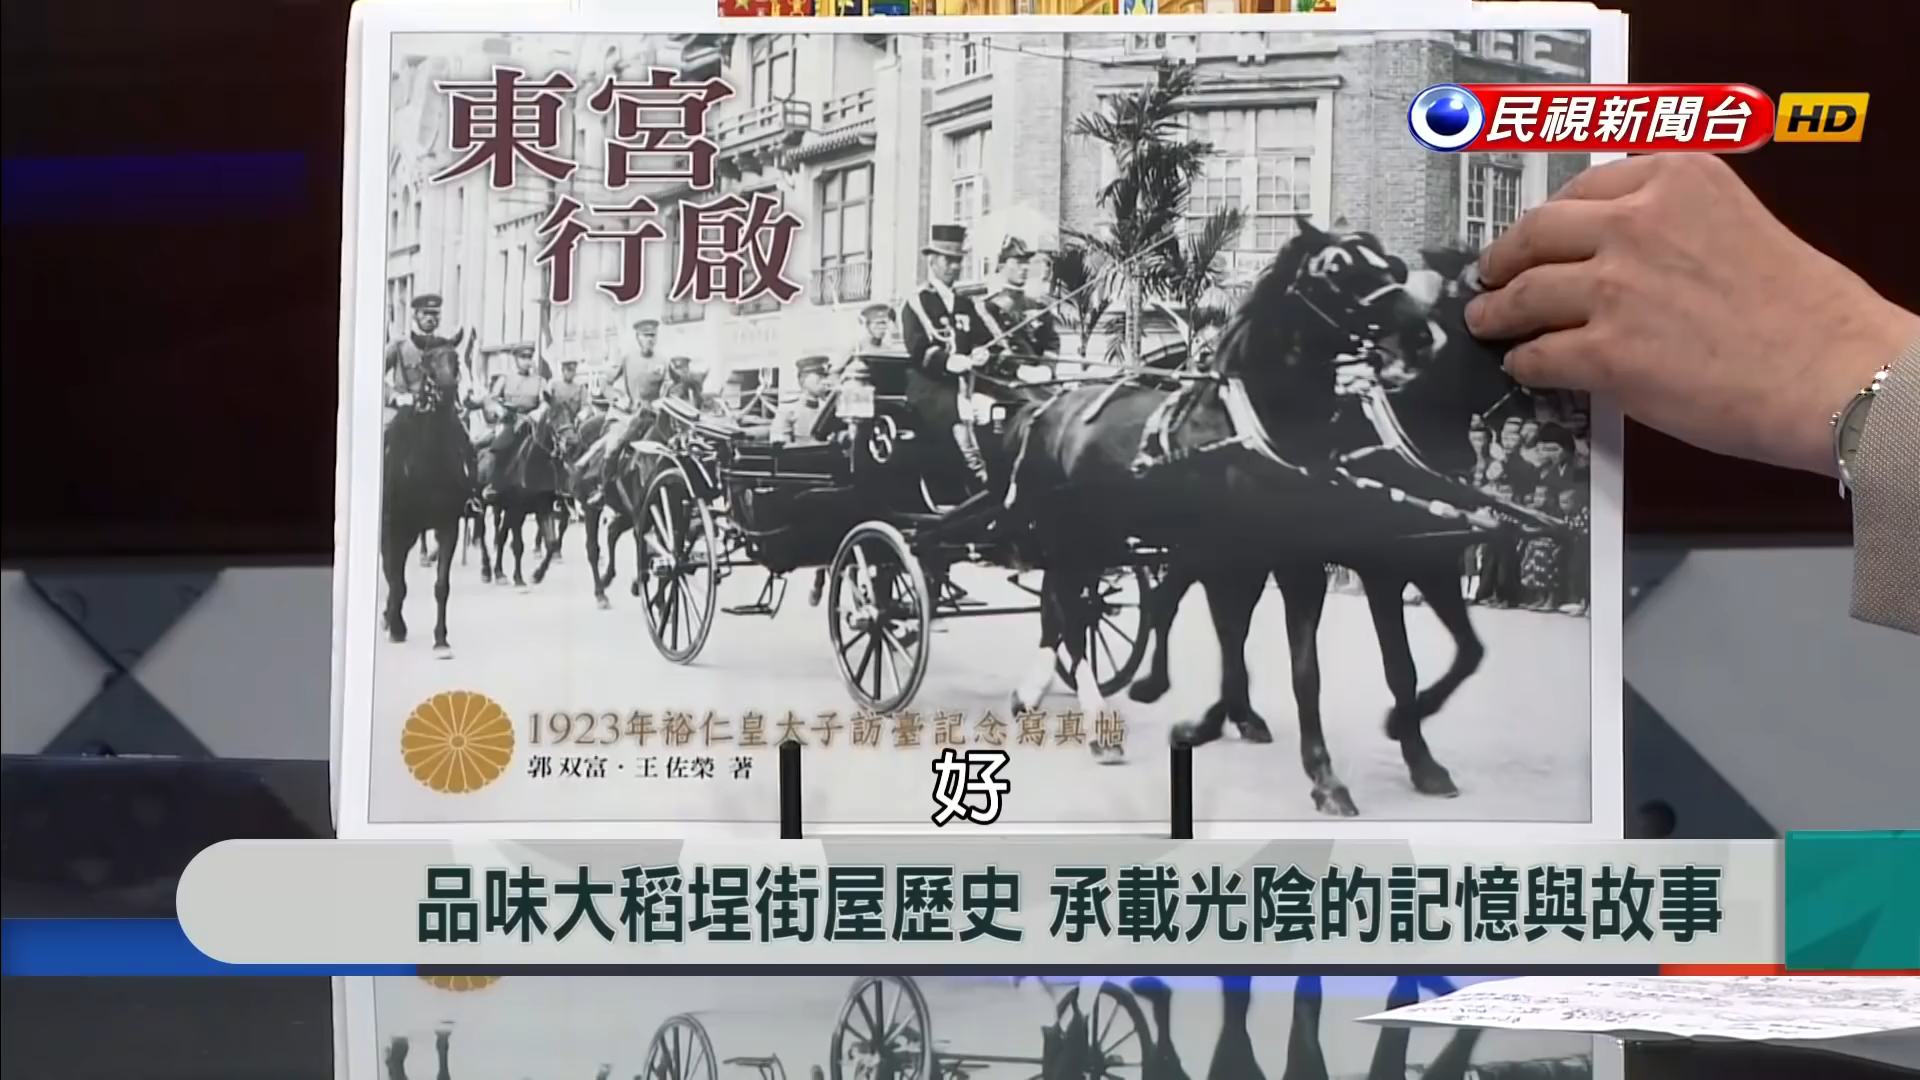 東宮
行啟
民視新聞台 HD
1923年裕仁皇太子訪臺記念寫真帖
郭双富・王佐榮 著
好
品味大稻埕街屋歷史 承載光陰的記憶與故事